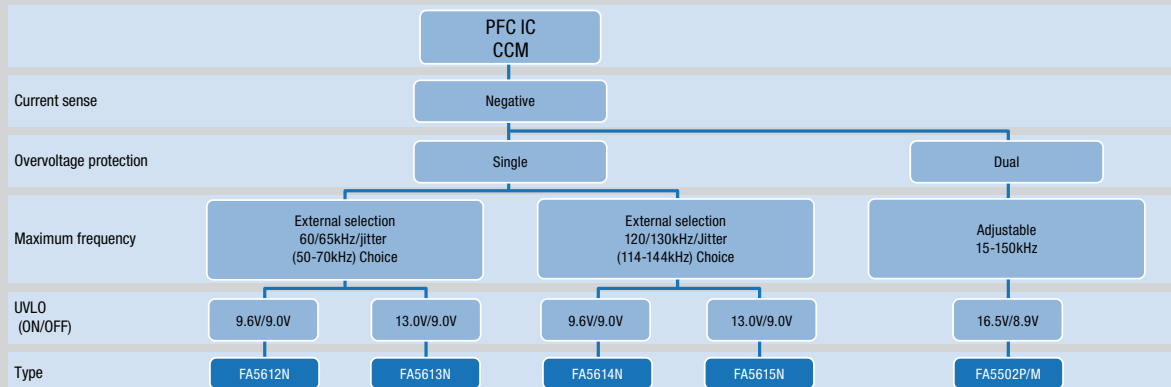 PFC IC
CCM
Current sense
Negative
Overvoltage protection
Single
Dual
Maximum frequency
External selection
60/65kHz/jitter
(50-70kHz) Choice
External selection
120/130kHz/Jitter
(114-144kHz) Choice
Adjustable
15-150kHz
UVLO
(ON/OFF)
9.6V/9.0V
13.0V/9.0V
9.6V/9.0V
13.0V/9.0V
16.5V/8.9V
Type
FA5612N
FA5613N
FA5614N
FA5615N
FA5502P/M